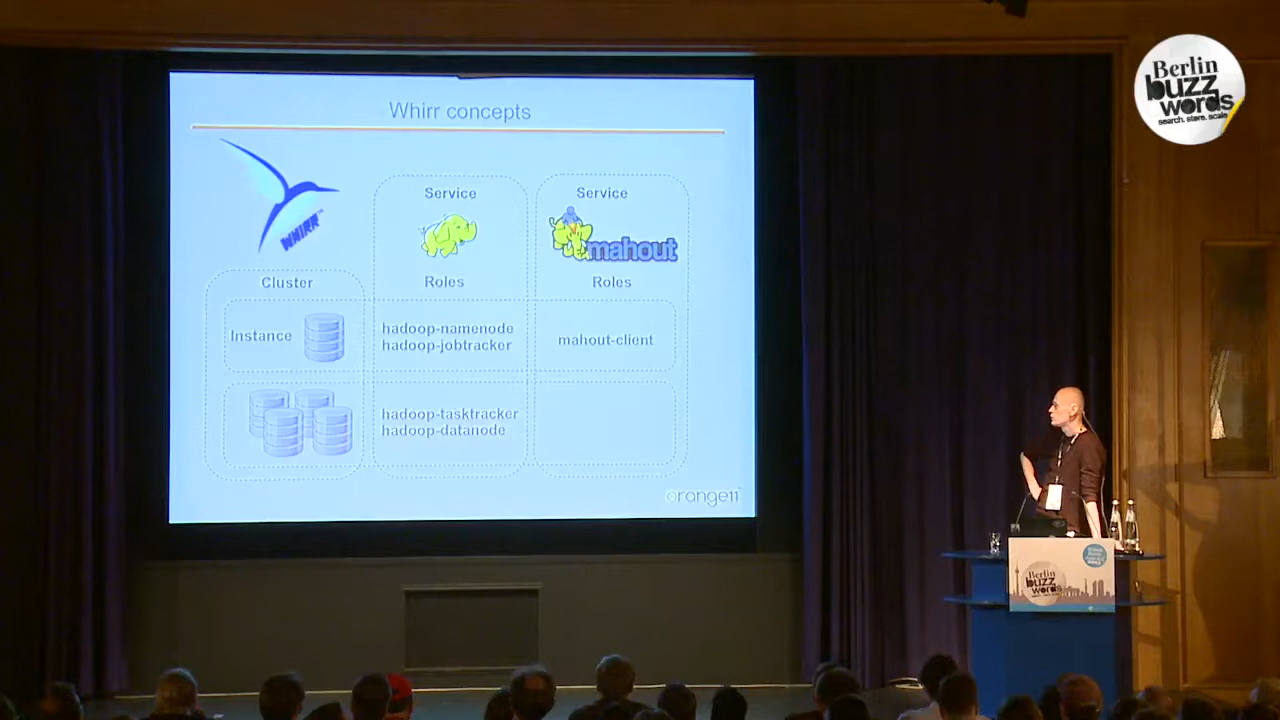 Whirr concepts
WHIRR
Service
Service
mahout
Cluster
Roles
Roles
Instance
hadoop-namenode
hadoop-jobtracker
mahout-client
hadoop-tasktracker
hadoop-datanode
orange11
Berlin
buzz
words
search. store. scale
Berlin
buzz
words